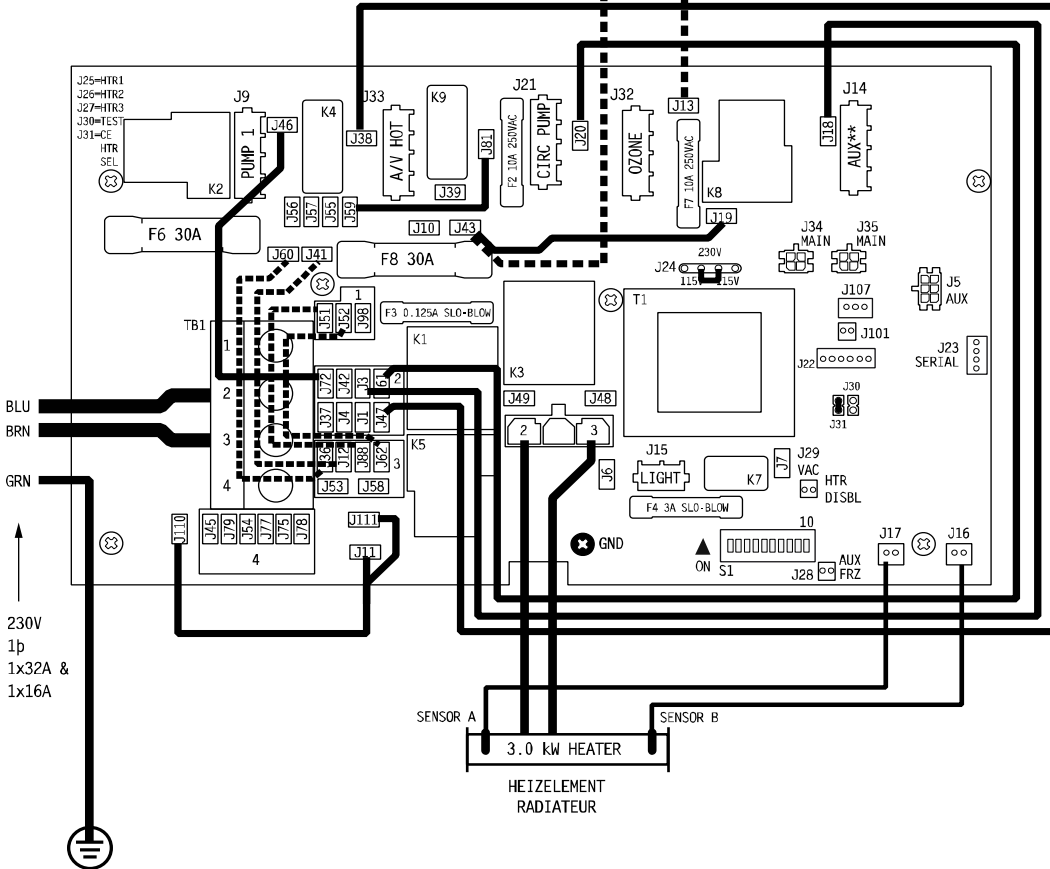 J25=HTR1
J26=HTR2
J27=HTR3
J30=TEST
J31=CE
HTR
SEL
K2
J9
PUMP 1
J46
K4
J38
J33
A/V HOT
K9
J39
J81
J21
F2 10A 250VAC
CIRC PUMP
J20
J32
OZONE
J13
F7 10A 250VAC
K8
J19
J18
J14
AUX**
J56
J57
J55
J59
J10
J43
F6 30A
J60
J41
F8 30A
230V
J24
115V
115V
J34
MAIN
J35
MAIN
J5
AUX
J107
J101
J22
J23
SERIAL
J30
J31
T1
1
J51
J52
J98
F3 0.125A SLO-BLOW
TB1
1
2
3
4
K1
K3
J72
J42
J3
J61
2
J37
J4
J1
J47
J49
J48
2
3
K5
J36
J12
J88
J62
3
J53
J58
J6
J15
LIGHT
K7
J7
J29
VAC
HTR
DISBL
F4 3A SLO-BLOW
BLU
BRN
GRN
J110
J45
J79
J54
J77
J75
J78
4
J111
J11
GND
ON
S1
10
J28
AUX
FRZ
J17
J16
230V
1þ
1x32A &
1x16A
SENSOR A
SENSOR B
3.0 kW HEATER
HEIZELEMENT
RADIATEUR